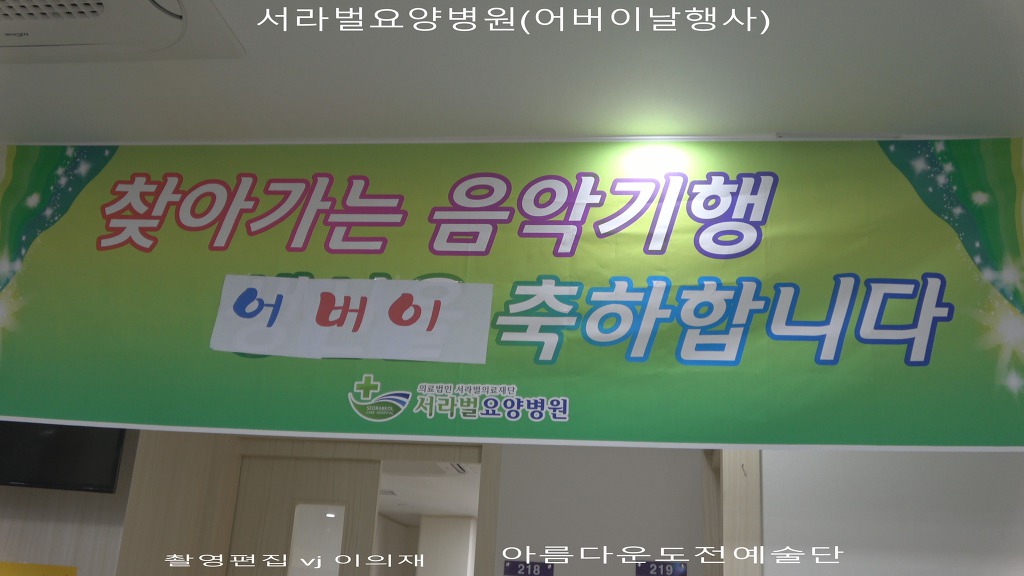 서라벌요양병원(어버이날행사)
찾아가는 음악기행
어버이 축하합니다
의료법인 서라벌의료재단
서라벌요양병원
촬영편집 vj 이의재
아름다운도전예술단
218
219